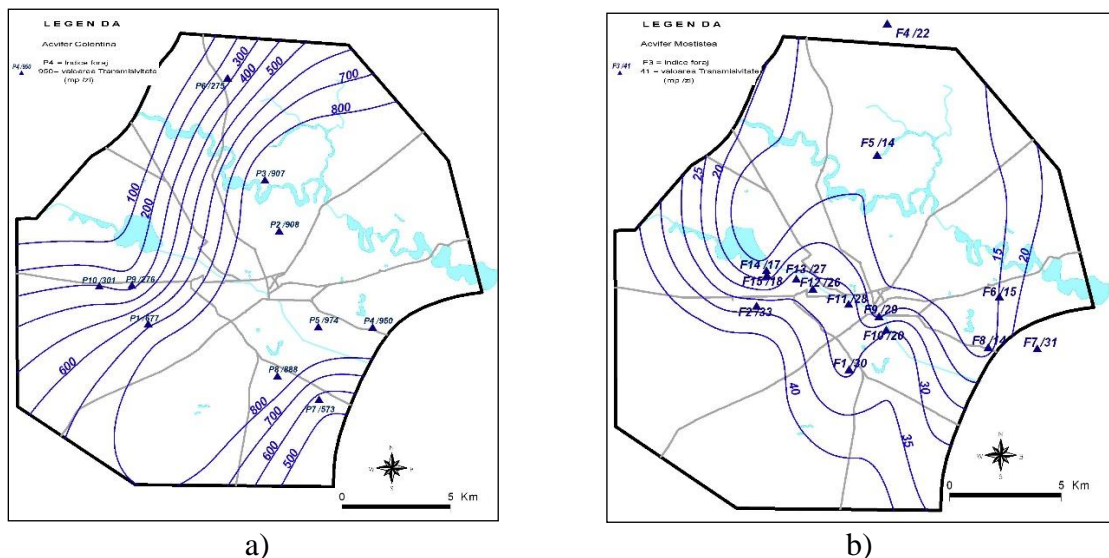 LEGENDA
Acvifer Colentina
P4/950
P4 = Indice foraj
950= valoarea Transmisivitate
(mp /zi)
300
400
500
700
800
P6/275
100
200
P3/907
P2/908
P10/301
P9/276
P1/677
P5/974
P4/950
600
P8/888
P7/573
800
700
600
500
N
W
E
0 5 Km
a)
LEGENDA
Acvifer Mostistea
F3/41
F3 = Indice foraj
41 = valoarea Transmisivitate
(mp /zi)
F4/22
F5/14
25
20
15
20
F14/17
F15/18
F13/27
F12/26
F2/33
F11/28
F9/29
F10/20
F6/15
F8/14
F7/31
F1/30
40
30
35
N
W
E
S
0 5 Km
b)